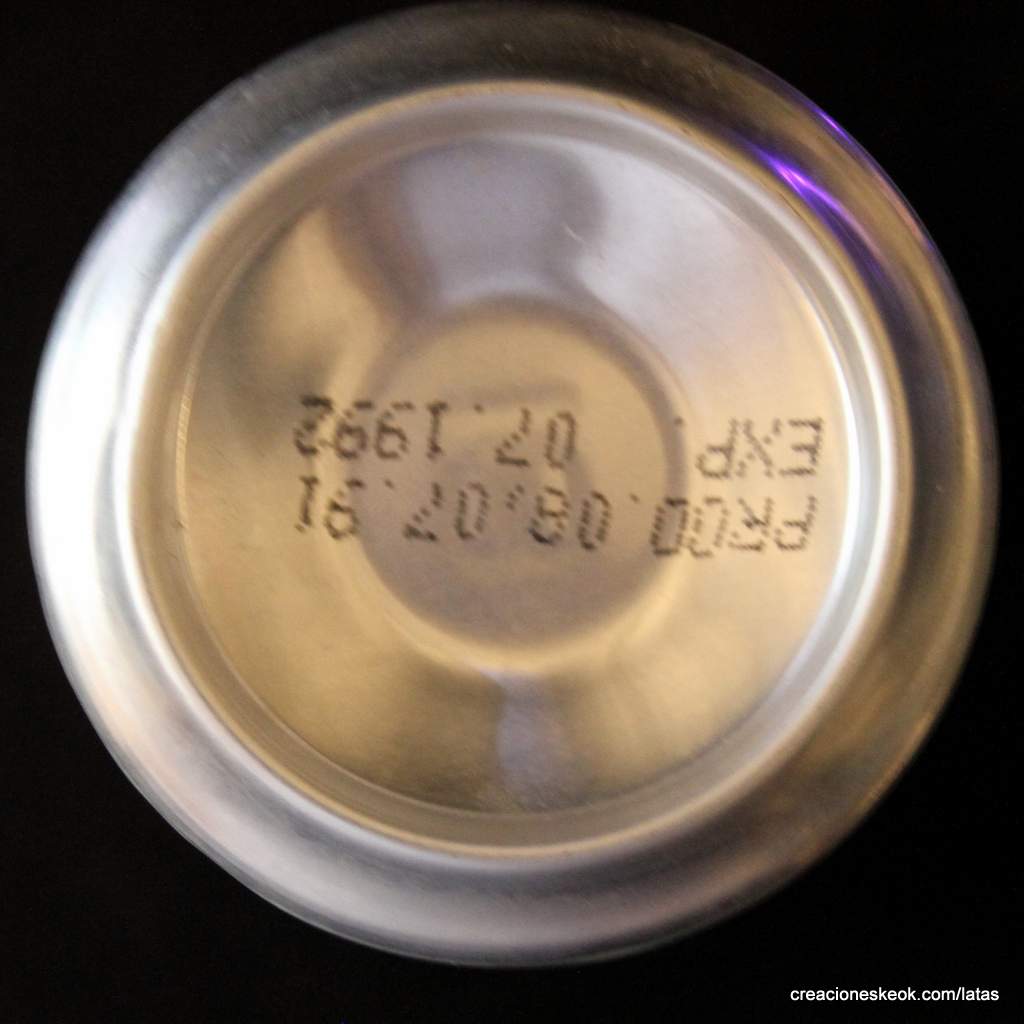 PROD.08.07.91
EXP. 07.1992
creacioneskeok.com/latas